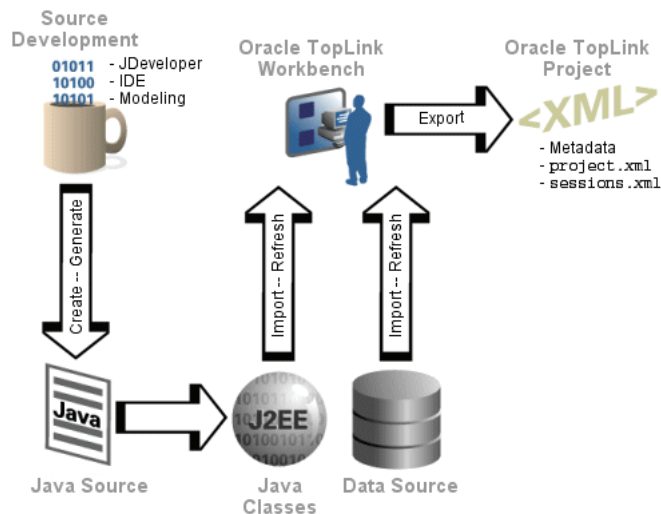 Source
Development
01011
10100
10101
- JDeveloper
- IDE
- Modeling
Oracle TopLink
Workbench
Export
Oracle TopLink
Project
<XML>
- Metadata
- project.xml
- sessions.xml
Create -- Generate
Import -- Refresh
Import -- Refresh
Java
J2EE
Java Source
Java
Classes
Data Source